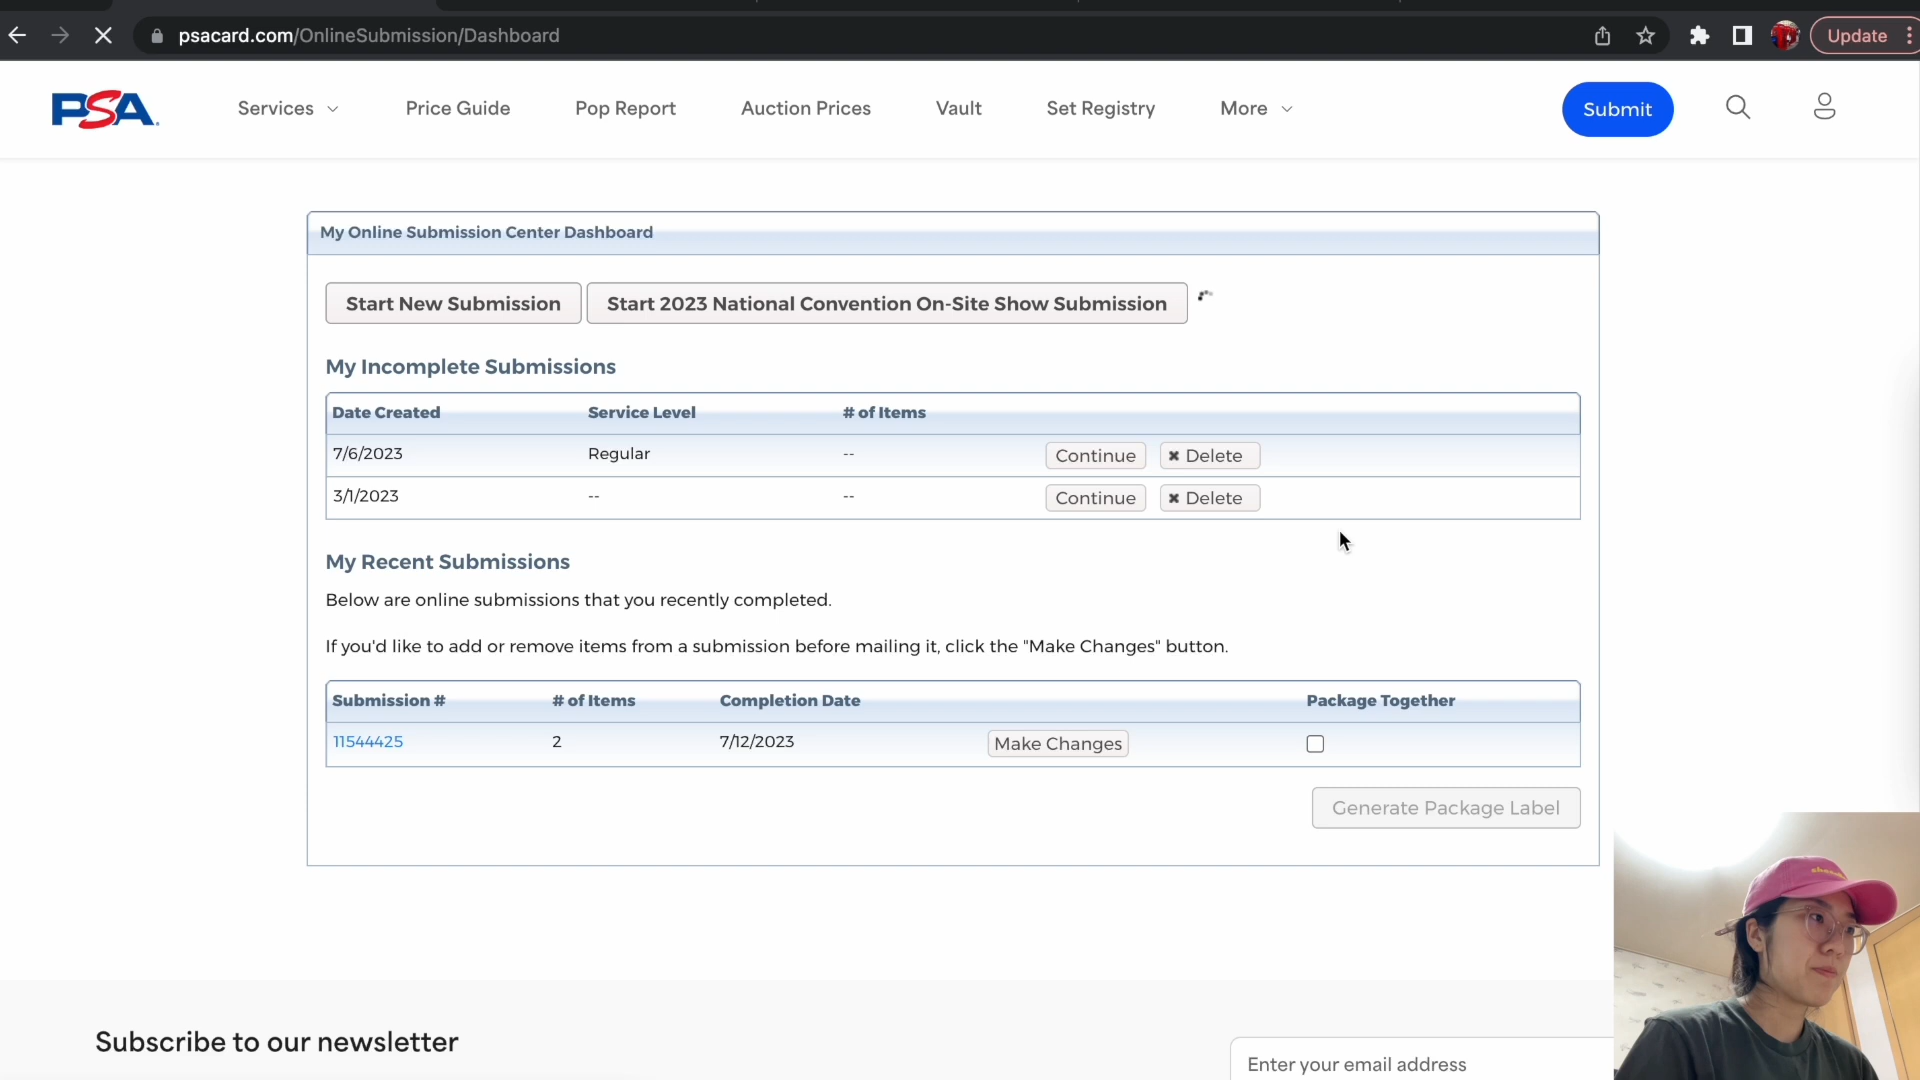 psacard.com/OnlineSubmission/Dashboard
Update
PSA
Services
Price Guide
Pop Report
Auction Prices
Vault
Set Registry
More
Submit
My Online Submission Center Dashboard
Start New Submission
Start 2023 National Convention On-Site Show Submission
My Incomplete Submissions
Date Created Service Level # of Items
7/6/2023 Regular -- Continue ✖ Delete
3/1/2023 -- -- Continue ✖ Delete
My Recent Submissions
Below are online submissions that you recently completed.
If you'd like to add or remove items from a submission before mailing it, click the "Make Changes" button.
Submission # # of Items Completion Date Package Together
11544425 2 7/12/2023 Make Changes
Generate Package Label
Subscribe to our newsletter
Enter your email address